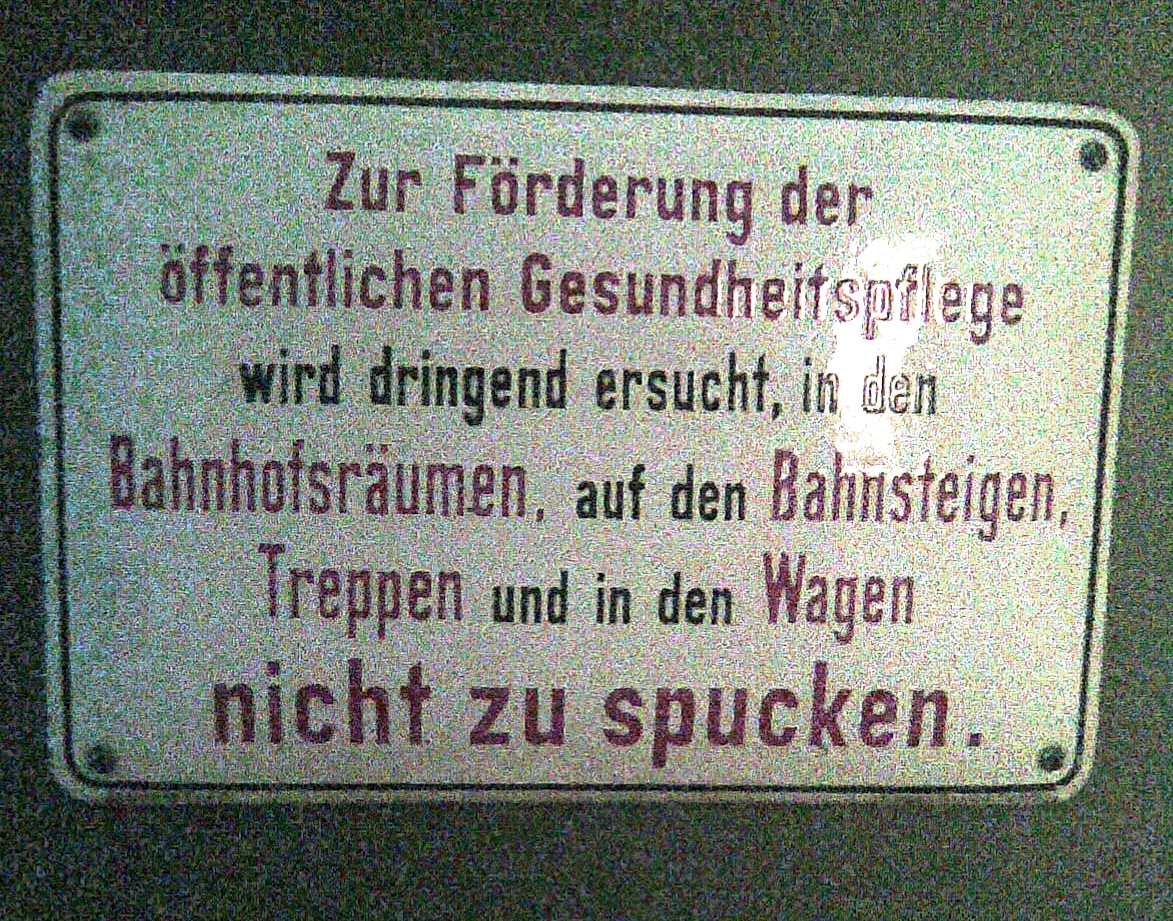 Zur Förderung der
öffentlichen Gesundheitspflege
wird dringend ersucht, in den
Bahnhofsräumen, auf den Bahnsteigen,
Treppen und in den Wagen
nicht zu spucken.